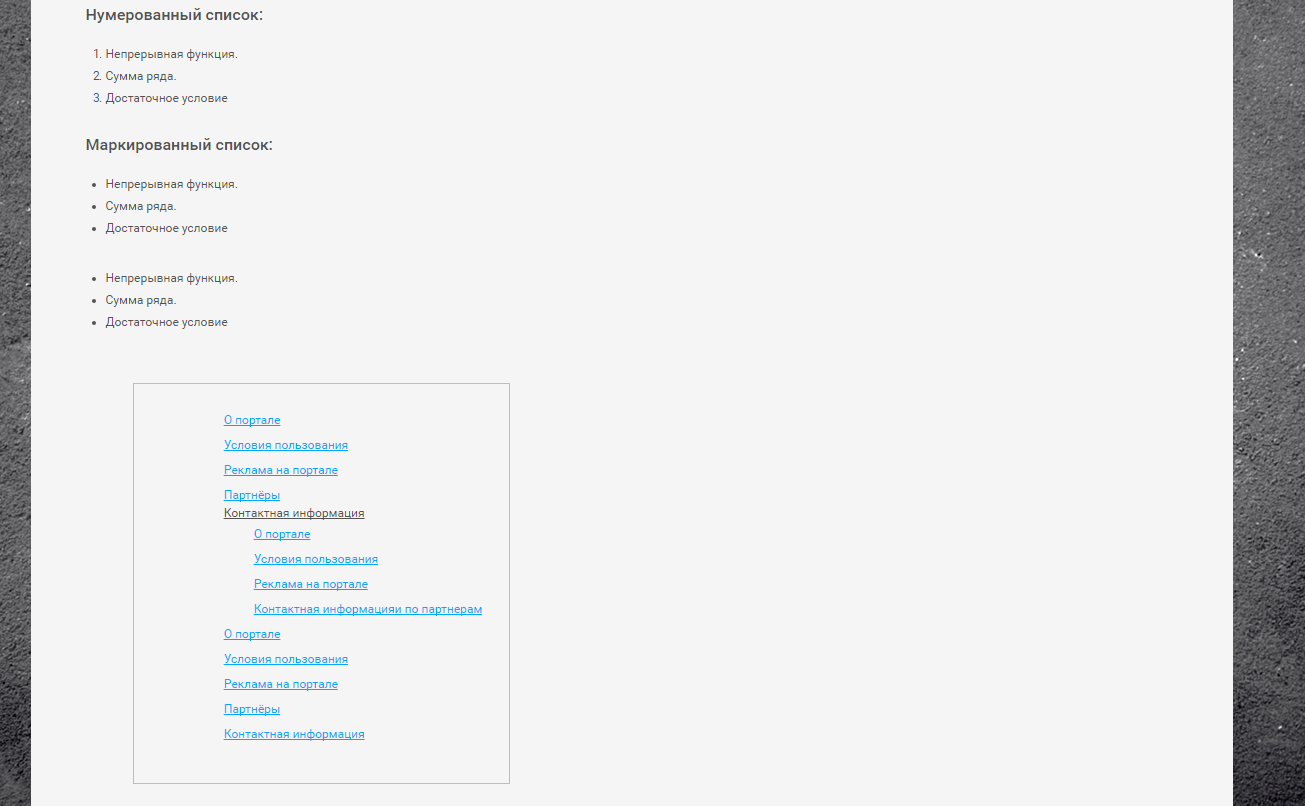 Нумерованный список:
1. Непрерывная функция.
2. Сумма ряда.
3. Достаточное условие
Маркированный список:
• Непрерывная функция.
• Сумма ряда.
• Достаточное условие
• Непрерывная функция.
• Сумма ряда.
• Достаточное условие
О портале
Условия пользования
Реклама на портале
Партнёры
Контактная информация
О портале
Условия пользования
Реклама на портале
Контактная информацияи по партнерам
О портале
Условия пользования
Реклама на портале
Партнёры
Контактная информация